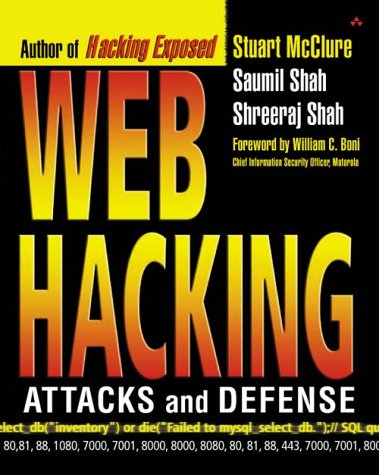 Author of Hacking Exposed
Stuart McClure
Saumil Shah
Shreeraj Shah
Foreword by William C. Boni
Chief Information Security Officer, Motorola
WEB
HACKING
ATTACKS and DEFENSE
elect_db("inventory") or die("Failed to mysql_select_db.");// SQL qu
80,81, 88, 1080, 7000, 7001, 8000, 8008, 8080, 80, 81, 88, 443, 7000, 7001, 800